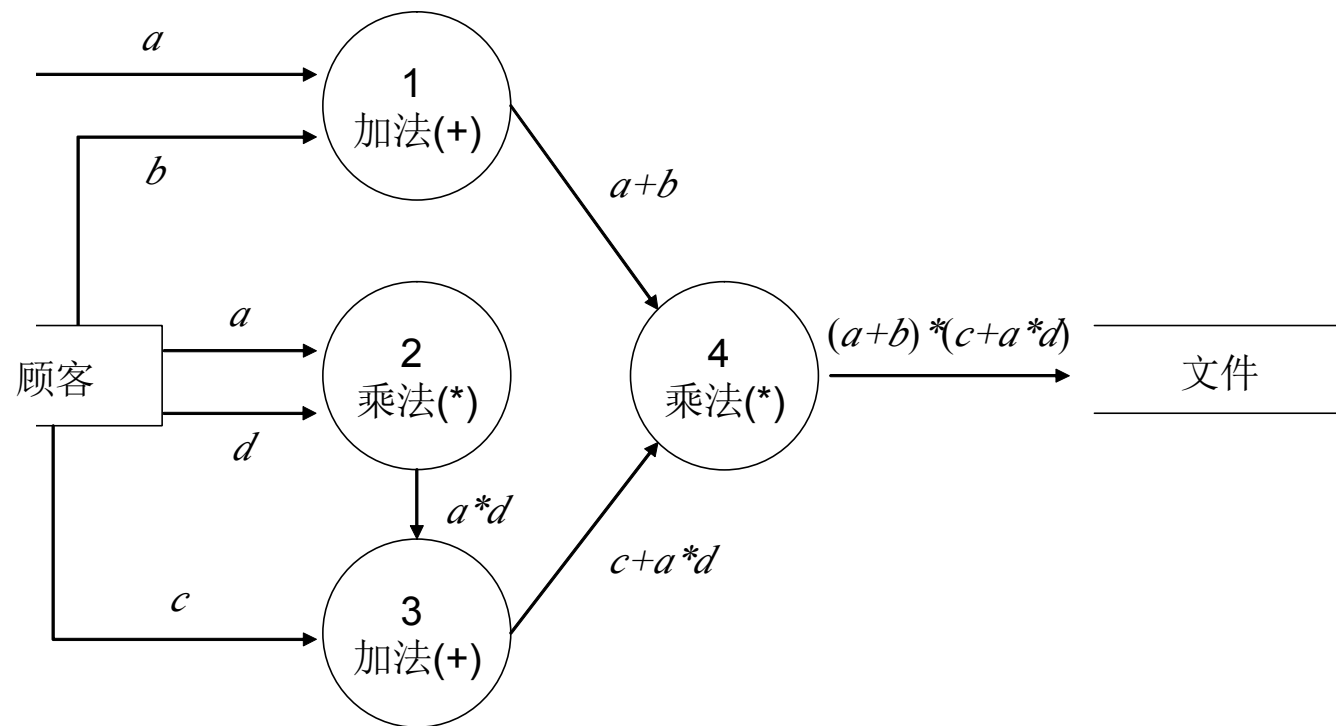 a
1
加法(+)
b
a+b
a
顾客
d
2
乘法(*)
4
乘法(*)
(a+b)*(c+a*d)
文件
a*d
c+a*d
c
3
加法(+)